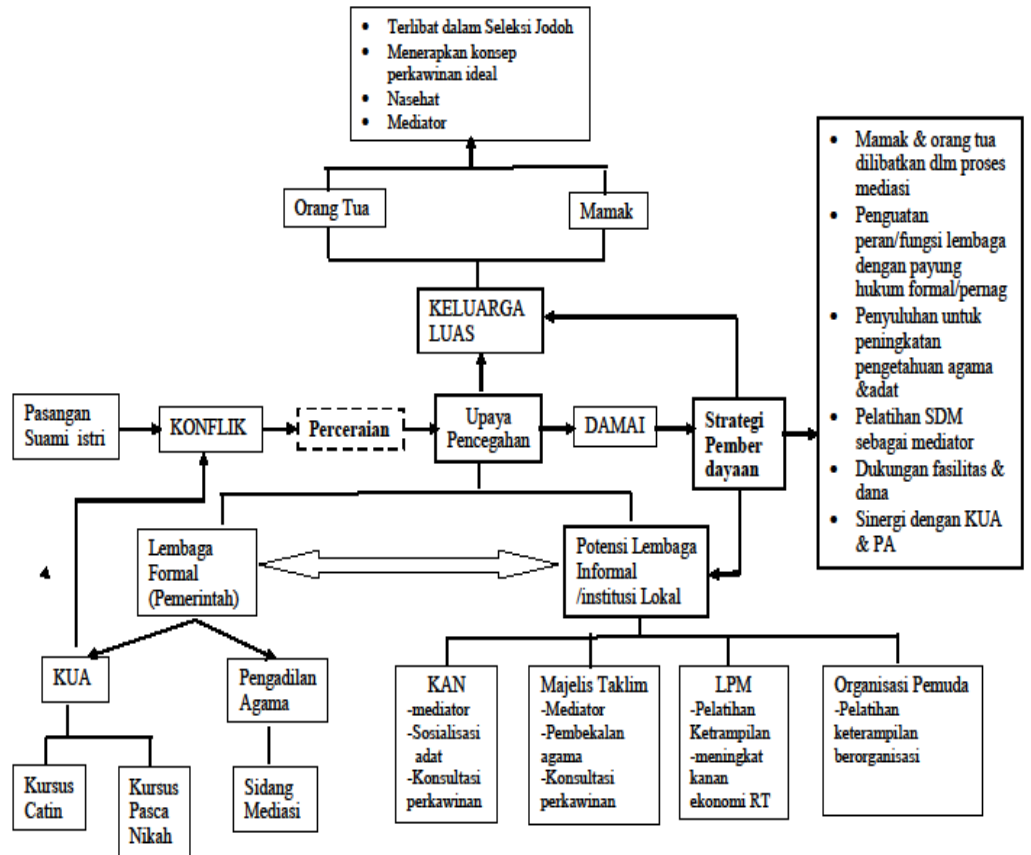 • Terlibat dalam Seleksi Jodoh
• Menerapkan konsep
perkawinan ideal
• Nasehat
• Mediator
Orang Tua
Mamak
KELUARGA
LUAS
Pasangan
Suami istri
KONFLIK
Perceraian
Upaya
Pencegahan
DAMAI
Strategi
Pember
dayaan
• Mamak & orang tua
dilibatkan dlm proses
mediasi
• Penguatan
peran/fungsi lembaga
dengan payung
hukum formal/pernag
• Penyuluhan untuk
peningkatan
pengetahuan agama
&adat
• Pelatihan SDM
sebagai mediator
• Dukungan fasilitas &
dana
• Sinergi dengan KUA
& PA
Lembaga
Formal
(Pemerintah)
Potensi Lembaga
Informal
/institusi Lokal
KUA
Pengadilan
Agama
Kursus
Catin
Kursus
Pasca
Nikah
Sidang
Mediasi
KAN
-mediator
-Sosialisasi
adat
-Konsultasi
perkawinan
Majelis Taklim
-Mediator
-Pembekalan
agama
-Konsultasi
perkawinan
LPM
-Pelatihan
Ketrampilan
-meningkat
kanan
ekonomi RT
Organisasi Pemuda
-Pelatihan
keterampilan
berorganisasi